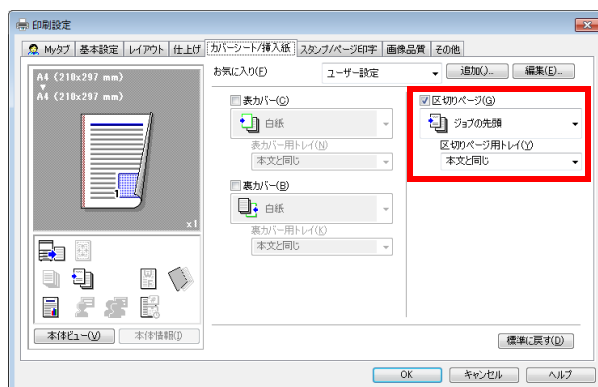 印刷設定
Myタブ 基本設定 レイアウト 仕上げ カバーシート/挿入紙 スタンプ/ページ印字 画像品質 その他
A4 (210x297 mm)
A4 (210x297 mm)
1
x1
本体ビュー(V) 本体情報(I)
お気に入り(F) ユーザー設定 追加()... 編集(E)...
表カバー(C)
白紙
表カバー用トレイ(N)
本文と同じ
裏カバー(B)
白紙
裏カバー用トレイ(K)
本文と同じ
区切りページ(G)
ジョブの先頭
区切りページ用トレイ(Y)
本文と同じ
標準に戻す(D)
OK キャンセル ヘルプ